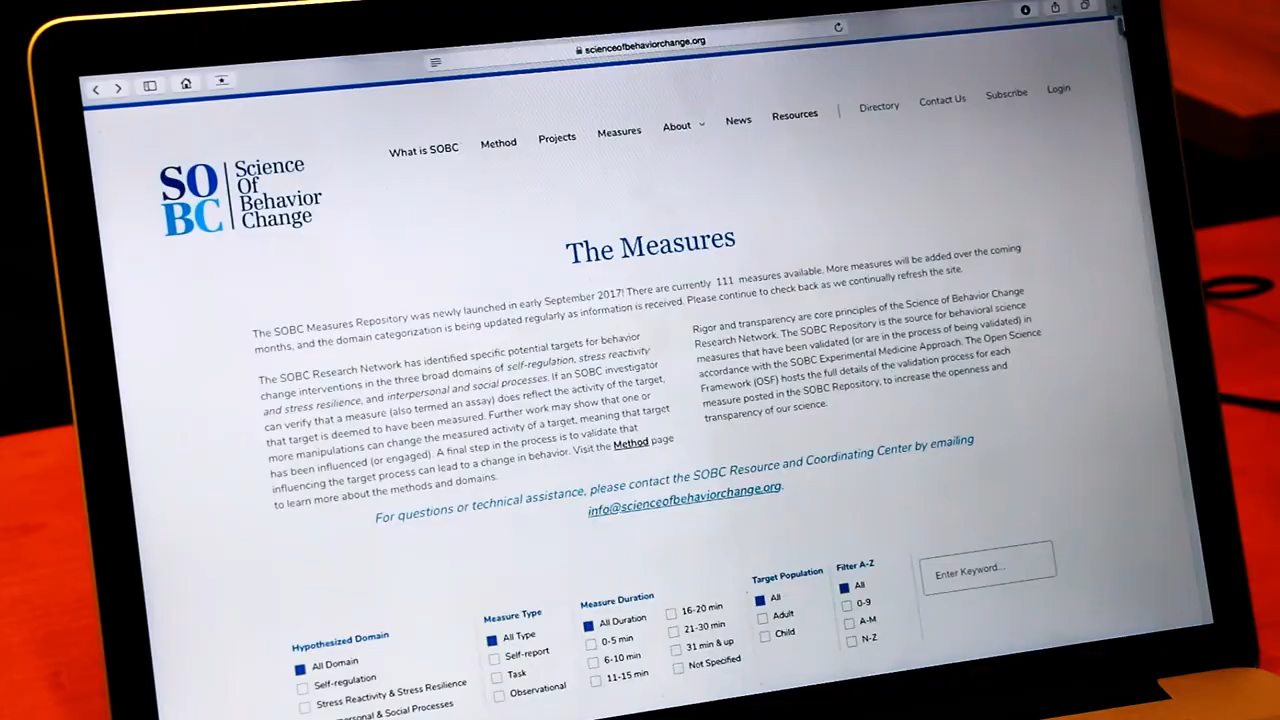 scienceofbehaviorchange.org
What is SOBC Method Projects Measures About News Resources Directory Contact Us Subscribe Login
SO
BC
Science
Of
Behavior
Change
The Measures
The SOBC Measures Repository was newly launched in early September 2017! There are currently 111 measures available. More measures will be added over the coming
months, and the domain categorization is being updated regularly as information is received. Please continue to check back as we continually refresh the site.
The SOBC Research Network has identified specific potential targets for behavior
change interventions in the three broad domains of self-regulation, stress reactivity
and stress resilience, and interpersonal and social processes. If an SOBC investigator
can verify that a measure (also termed an assay) does reflect the activity of the target,
that target is deemed to have been measured. Further work may show that one or
more manipulations can change the measured activity of a target, meaning that target
has been influenced (or engaged). A final step in the process is to validate that
influencing the target process can lead to a change in behavior. Visit the Method page
to learn more about the methods and domains.
Rigor and transparency are core principles of the Science of Behavior Change
Research Network. The SOBC Repository is the source for behavioral science
measures that have been validated (or are in the process of being validated) in
accordance with the SOBC Experimental Medicine Approach. The Open Science
Framework (OSF) hosts the full details of the validation process for each
measure posted in the SOBC Repository, to increase the openness and
transparency of our science.
For questions or technical assistance, please contact the SOBC Resource and Coordinating Center by emailing
info@scienceofbehaviorchange.org.
Hypothesized Domain
All Domain
Self-regulation
Stress Reactivity & Stress Resilience
personal & Social Processes
Measure Type
All Type
Self-report
Task
Observational
Measure Duration
All Duration
0-5 min
6-10 min
11-15 min
16-20 min
21-30 min
31 min & up
Not Specified
Target Population
All
Adult
Child
Filter A-Z
All
0-9
A-M
N-Z
Enter Keyword...